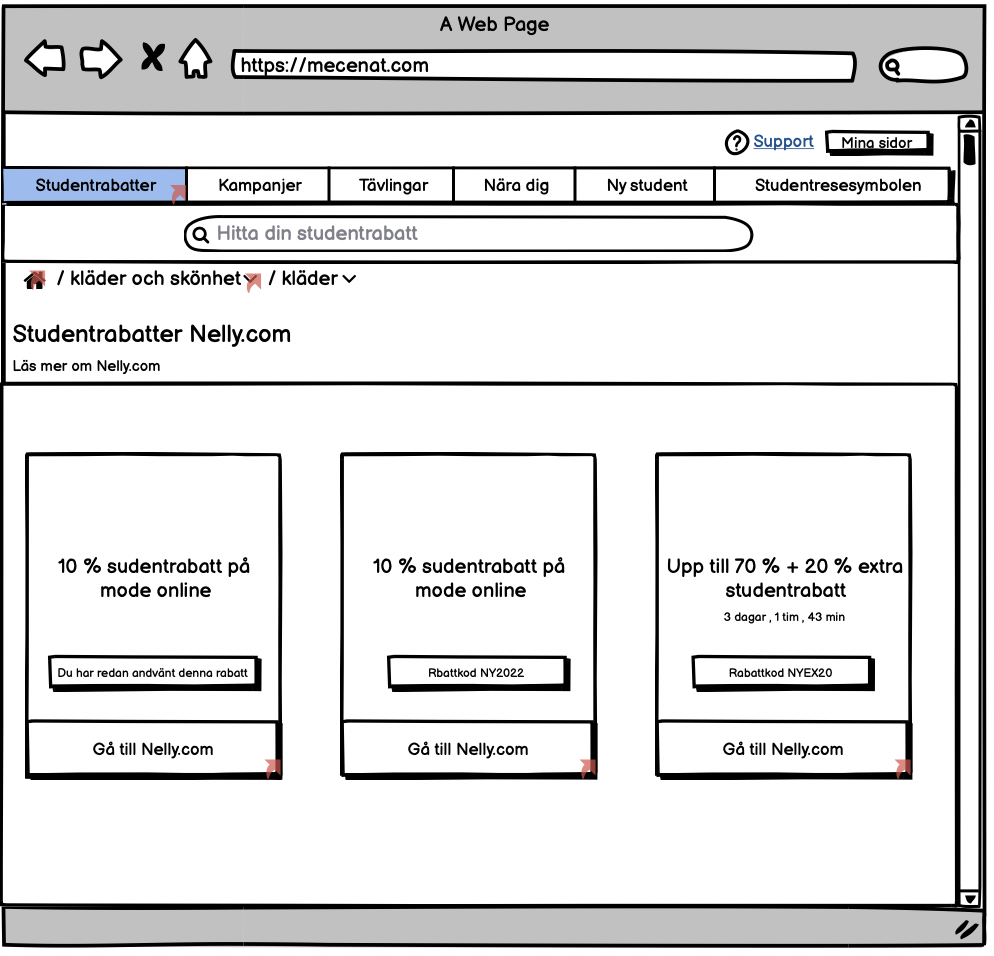 A Web Page
https://mecenat.com
Support
Mina sidor
Studentrabatter
Kampanjer
Tävlingar
Nära dig
Ny student
Studentresesymbolen
Hitta din studentrabatt
/ kläder och skönhet
/ kläder
Studentrabatter Nelly.com
Läs mer om Nelly.com
10 % sudentrabatt på
mode online
Du har redan andvänt denna rabatt
Gå till Nelly.com
10 % sudentrabatt på
mode online
Rbattkod NY2022
Gå till Nelly.com
Upp till 70 % + 20 % extra
studentrabatt
3 dagar , 1 tim , 43 min
Rabattkod NYEX20
Gå till Nelly.com